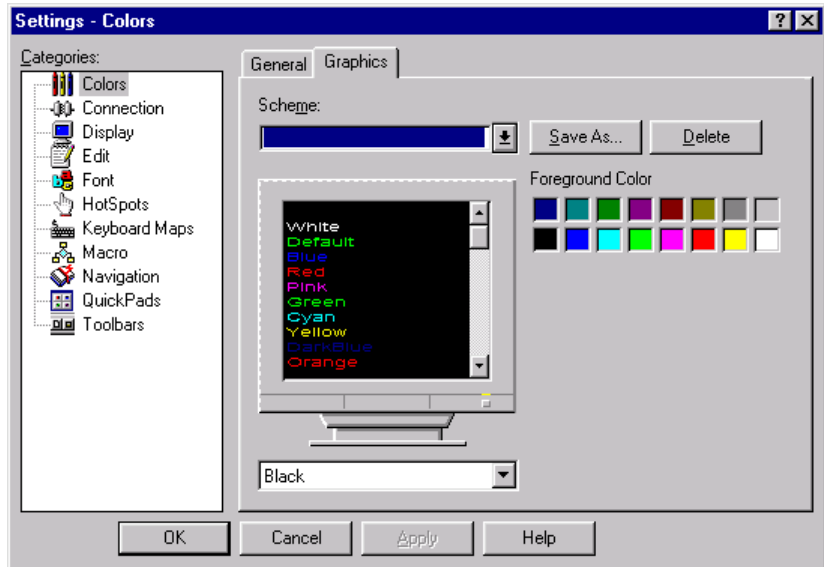 Settings - Colors
Categories:
Colors
Connection
Display
Edit
Font
HotSpots
Keyboard Maps
Macro
Navigation
QuickPads
Toolbars
General Graphics
Scheme:
Save As... Delete
Foreground Color
White
Default
Blue
Red
Pink
Green
Cyan
Yellow
DarkBlue
Orange
Black
OK Cancel Apply Help